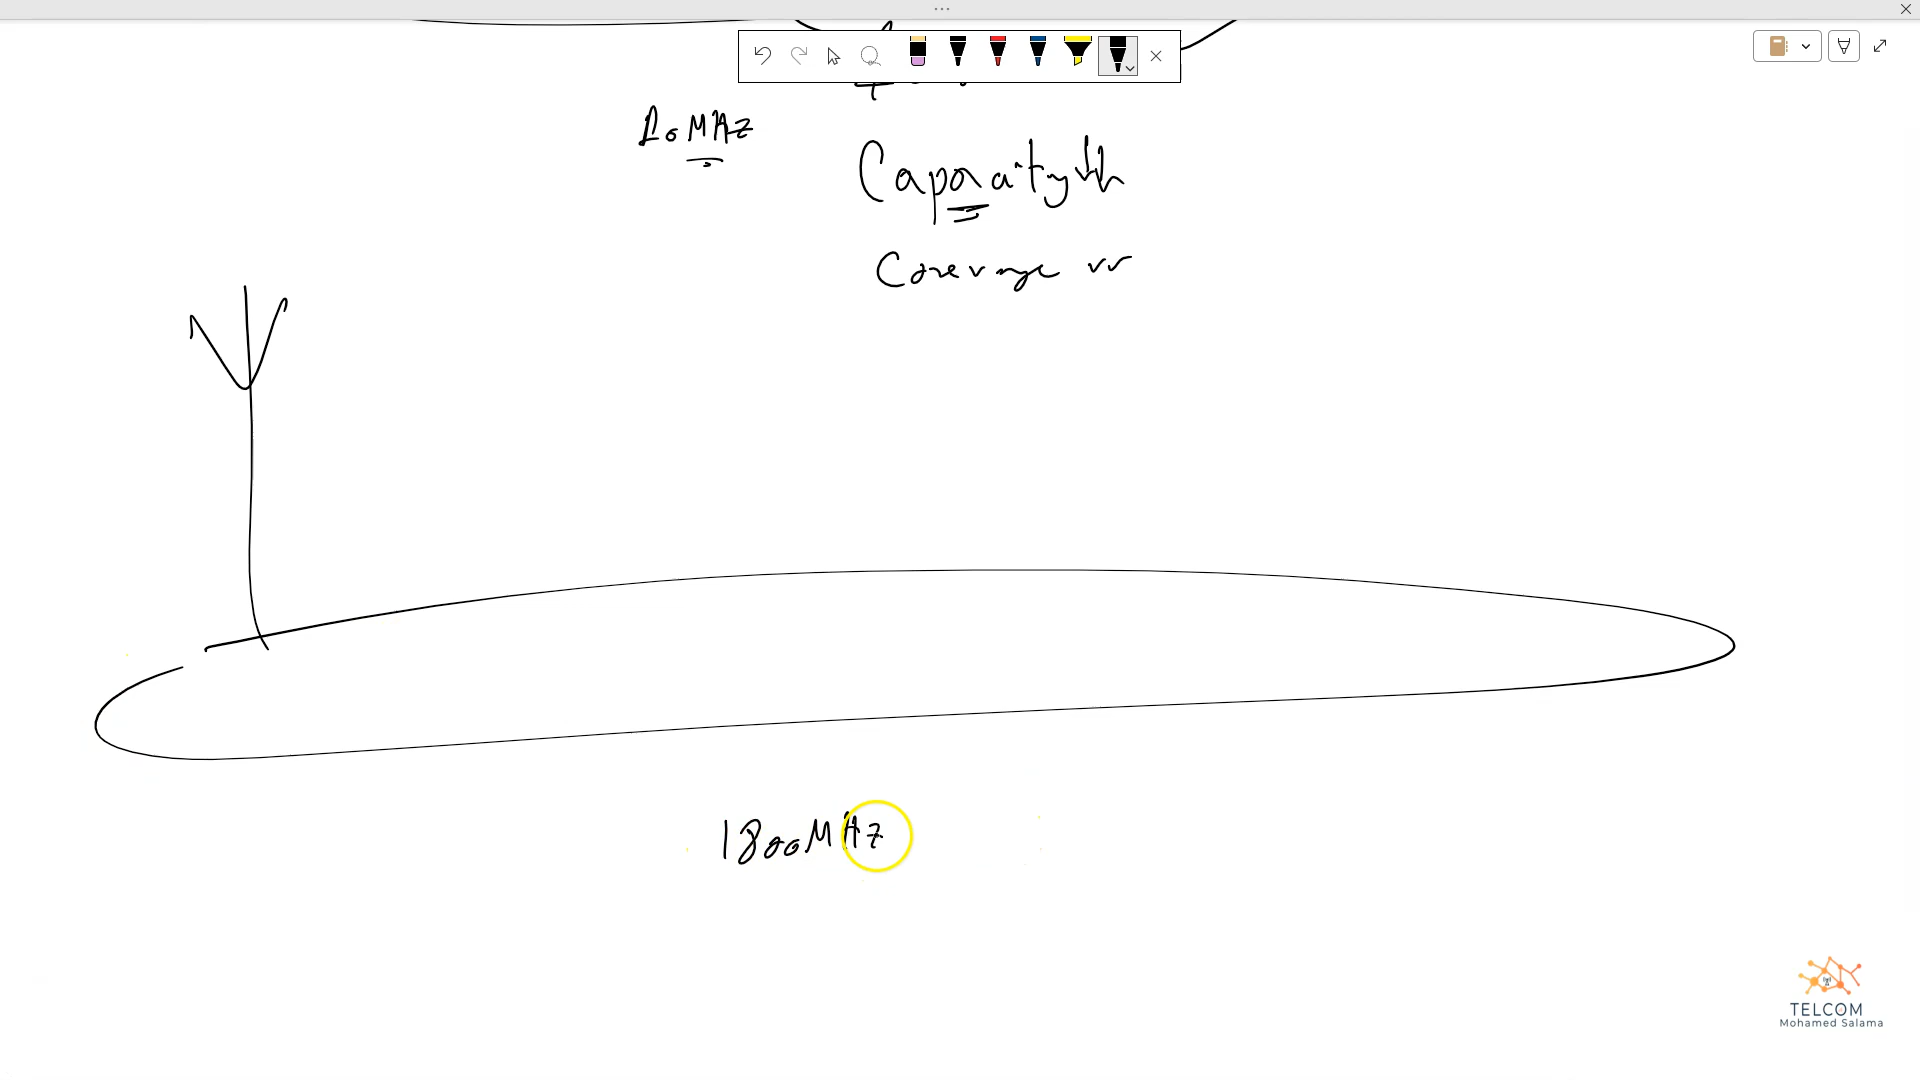 10 MHz
Capacity ↓↓
Coverage ✓✓
1800 MHz
TELCOM
Mohamed Salama